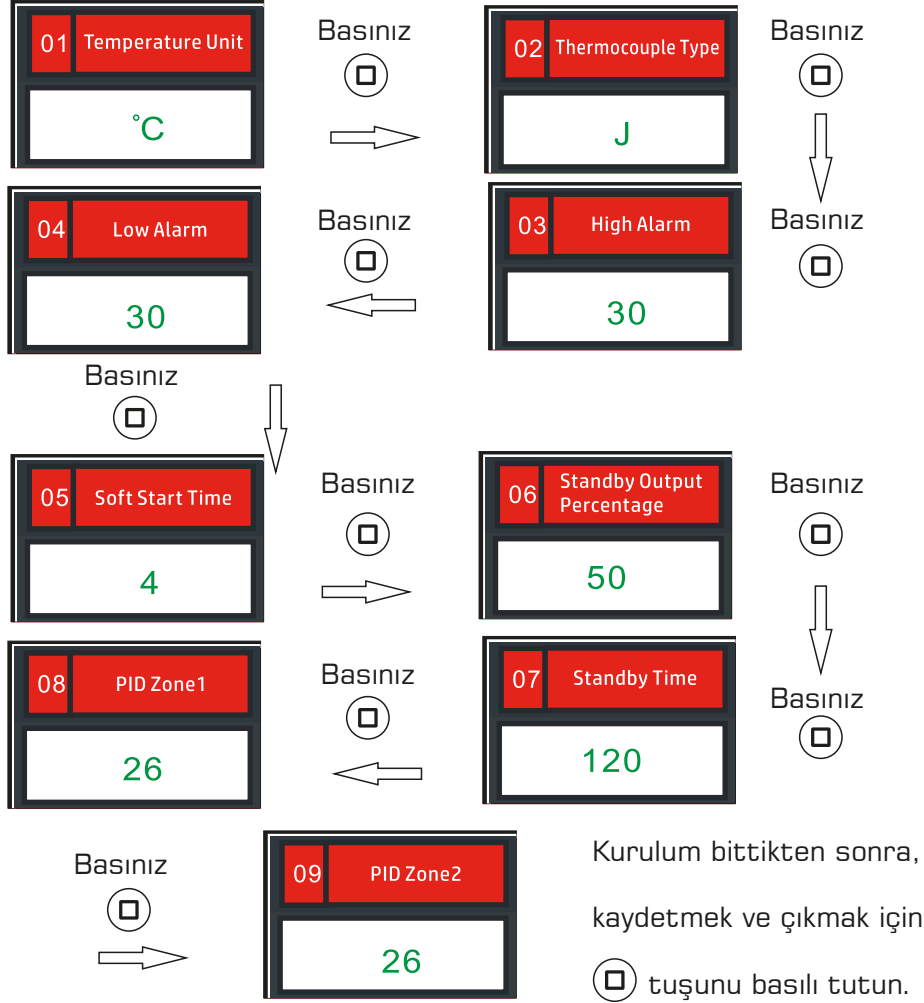 01 Temperature Unit
°C
Basınız
02 Thermocouple Type
J
Basınız
Basınız
03 High Alarm
30
Basınız
04 Low Alarm
30
Basınız
05 Soft Start Time
4
Basınız
06 Standby Output
Percentage
50
Basınız
Basınız
07 Standby Time
120
Basınız
08 PID Zone1
26
Basınız
09 PID Zone2
26
Kurulum bittikten sonra,
kaydetmek ve çıkmak için
tuşunu basılı tutun.